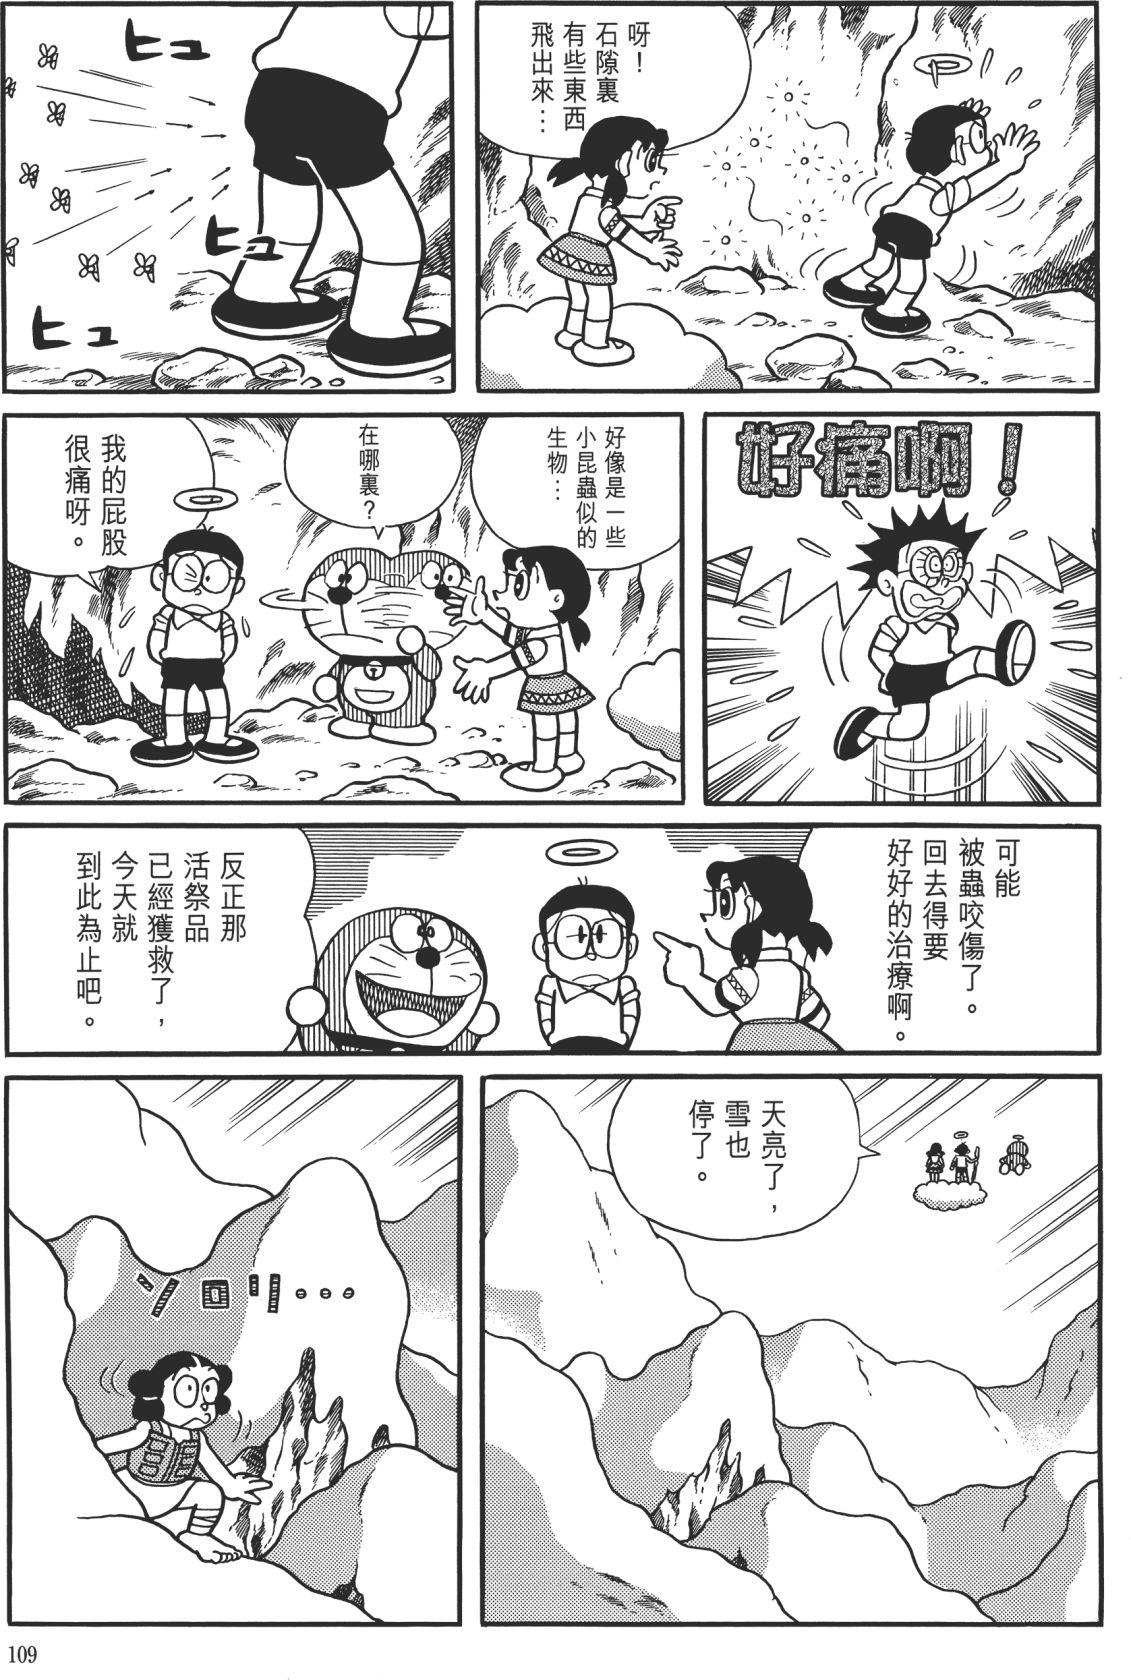 呀！
石隙裏
有些東西
飛出來…
ヒュ
ヒュ
ヒュ
好痛啊！
好像是一些
小昆蟲似的
生物…
在哪裏？
我的屁股
很痛呀。
可能
被蟲咬傷了。
回去得要
好好的治療啊。
反正那
活祭品
已經獲救了，
今天就
到此為止吧。
天亮了，
雪也
停了。
ソロリ…
109